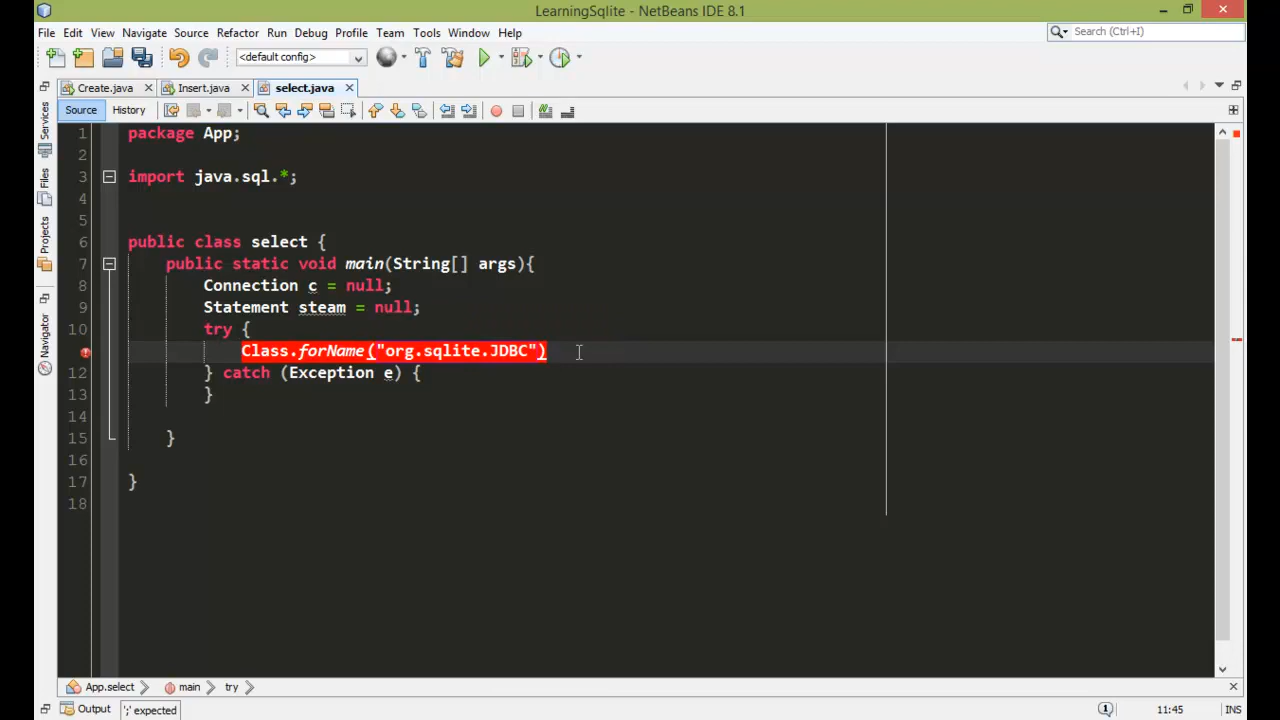 LearningSqlite - NetBeans IDE 8.1
File Edit View Navigate Source Refactor Run Debug Profile Team Tools Window Help
Search (Ctrl+I)
<default config>
Create.java Insert.java select.java
Source History
Services
Files
Projects
Navigator
1 package App;
2
3 import java.sql.*;
4
5
6 public class select {
7 public static void main(String[] args){
8 Connection c = null;
9 Statement steam = null;
10 try {
Class.forName("org.sqlite.JDBC")
12 } catch (Exception e) {
13 }
14
15 }
16
17 }
18
App.select main try
Output ';' expected 1 11:45 INS